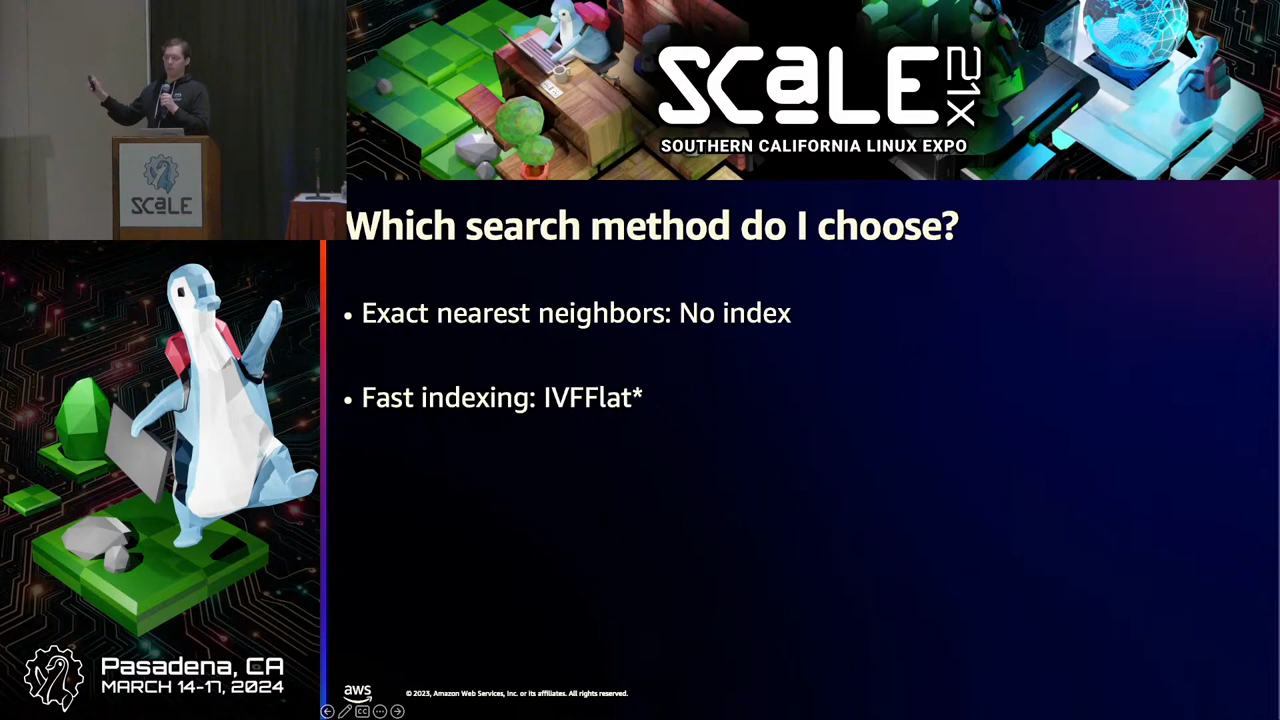 SCaLE 21X
SOUTHERN CALIFORNIA LINUX EXPO
SCaLE
Which search method do I choose?
• Exact nearest neighbors: No index
• Fast indexing: IVFFlat*
Pasadena, CA
MARCH 14-17, 2024
aws
© 2023, Amazon Web Services, Inc. or its affiliates. All rights reserved.
CC